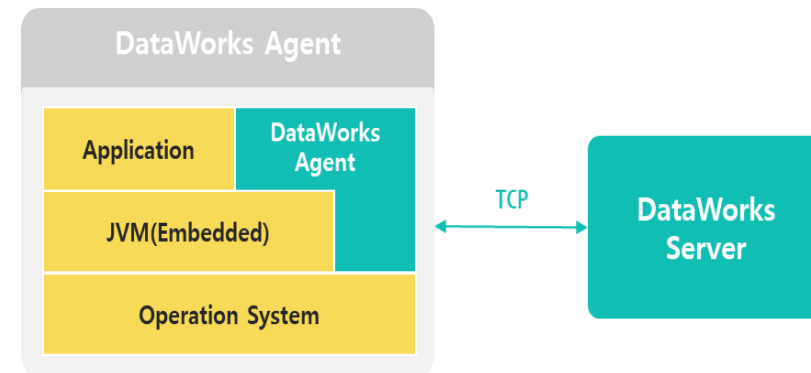 DataWorks Agent
Application
DataWorks
Agent
JVM(Embedded)
Operation System
TCP
DataWorks
Server